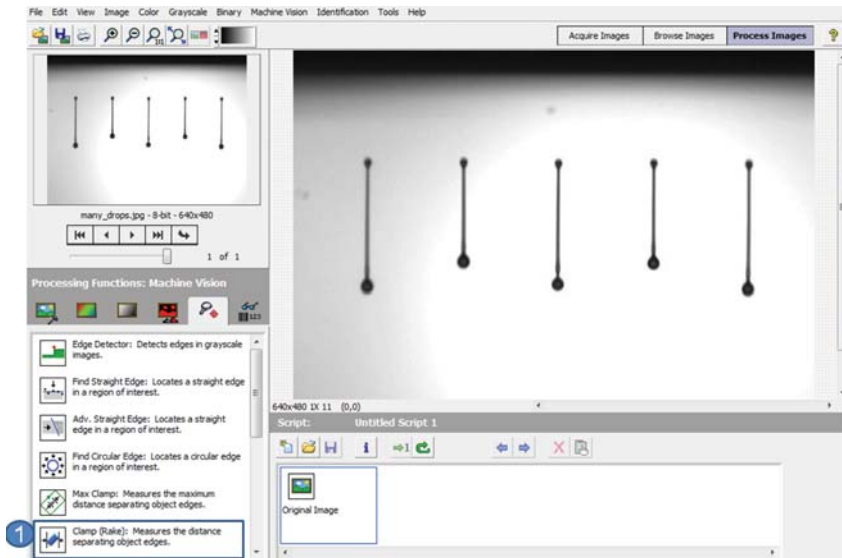 File Edit View Image Color Grayscale Binary Machine Vision Identification Tools Help
1:1
Acquire Images Browse Images Process Images ?
many_drops.jpg - 8-bit - 640x480
1 of 1
Processing Functions: Machine Vision
123
Edge Detector: Detects edges in grayscale
images.
Find Straight Edge: Locates a straight edge
in a region of interest.
Adv. Straight Edge: Locates a straight
edge in a region of interest.
Find Circular Edge: Locates a circular edge
in a region of interest.
Max Clamp: Measures the maximum
distance separating object edges.
1
Clamp (Rake): Measures the distance
separating object edges.
640x480 1X 11 (0,0)
Script: Untitled Script 1
i
1
Original Image